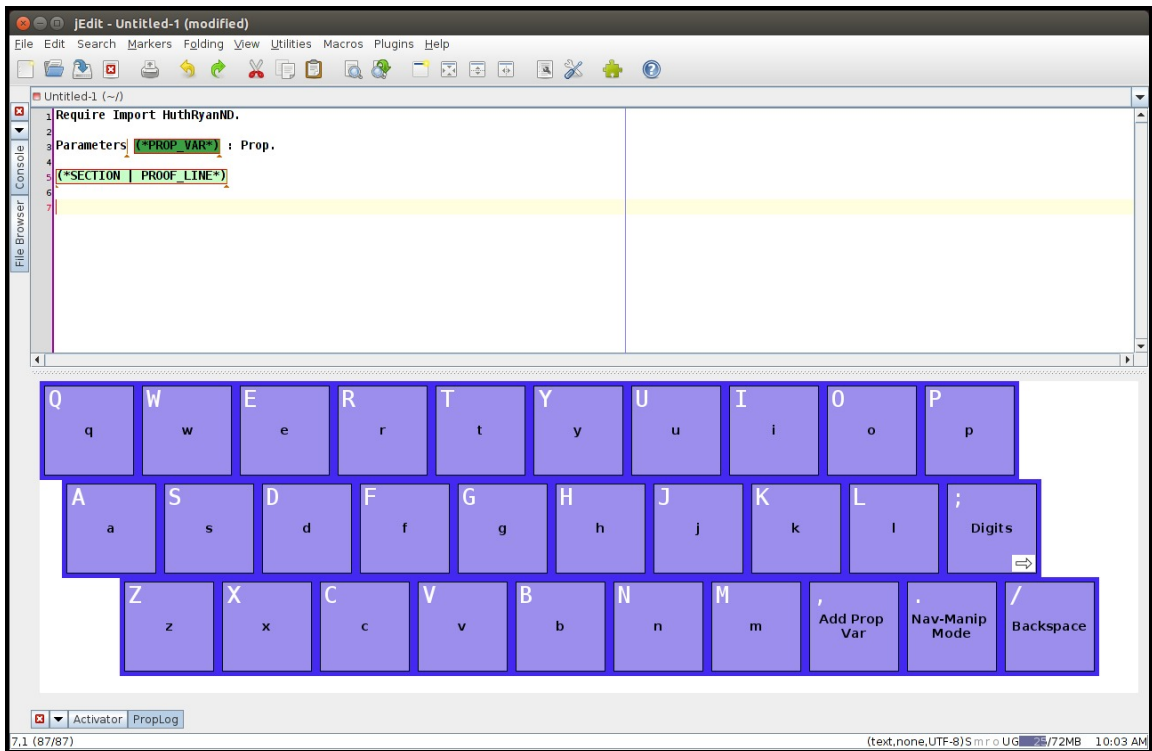 jEdit - Untitled-1 (modified)
File Edit Search Markers Folding View Utilities Macros Plugins Help
Untitled-1 (~/)
Console
File Browser
1 Require Import HuthRyanND.
2
3 Parameters (*PROP_VAR*) : Prop.
4
5 (*SECTION | PROOF_LINE*)
6
7
Q W E R T Y U I O P
q w e r t y u i o p
A S D F G H J K L ;
a s d f g h j k l Digits
Z X C V B N M , . /
z x c v b n m Add Prop Var Nav-Manip Mode Backspace
Activator PropLog
7,1 (87/87) (text,none,UTF-8)S m r o UG 25/72MB 10:03 AM